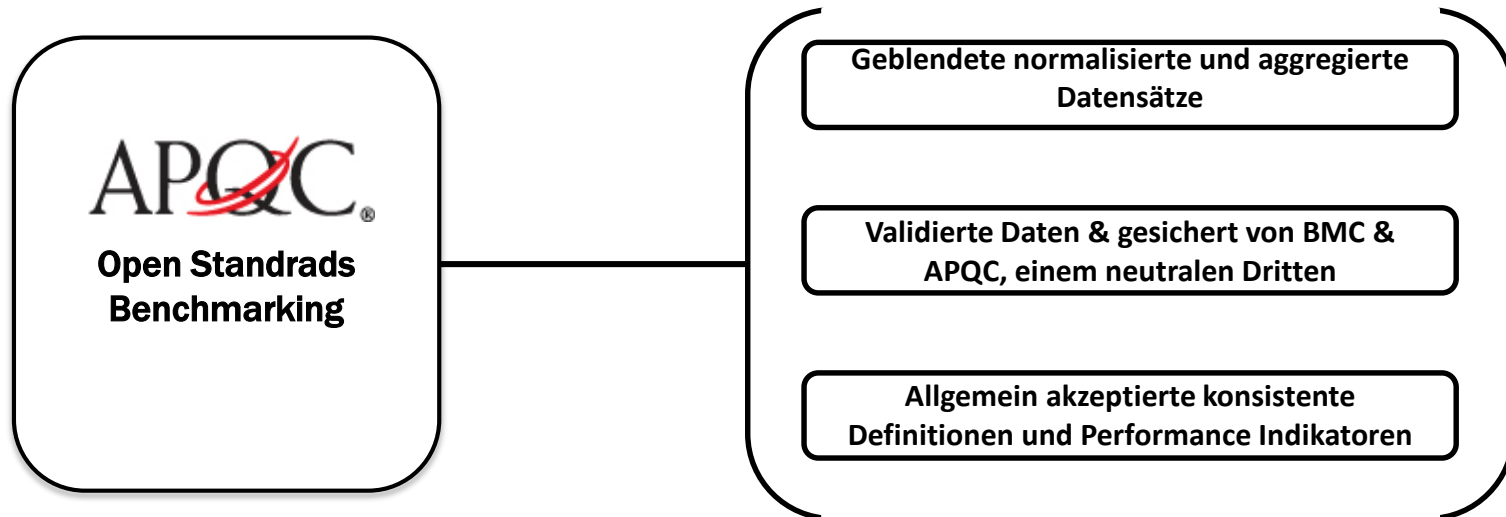 APQC®
Open Standrads
Benchmarking
Geblendete normalisierte und aggregierte
Datensätze
Validierte Daten & gesichert von BMC &
APQC, einem neutralen Dritten
Allgemein akzeptierte konsistente
Definitionen und Performance Indikatoren